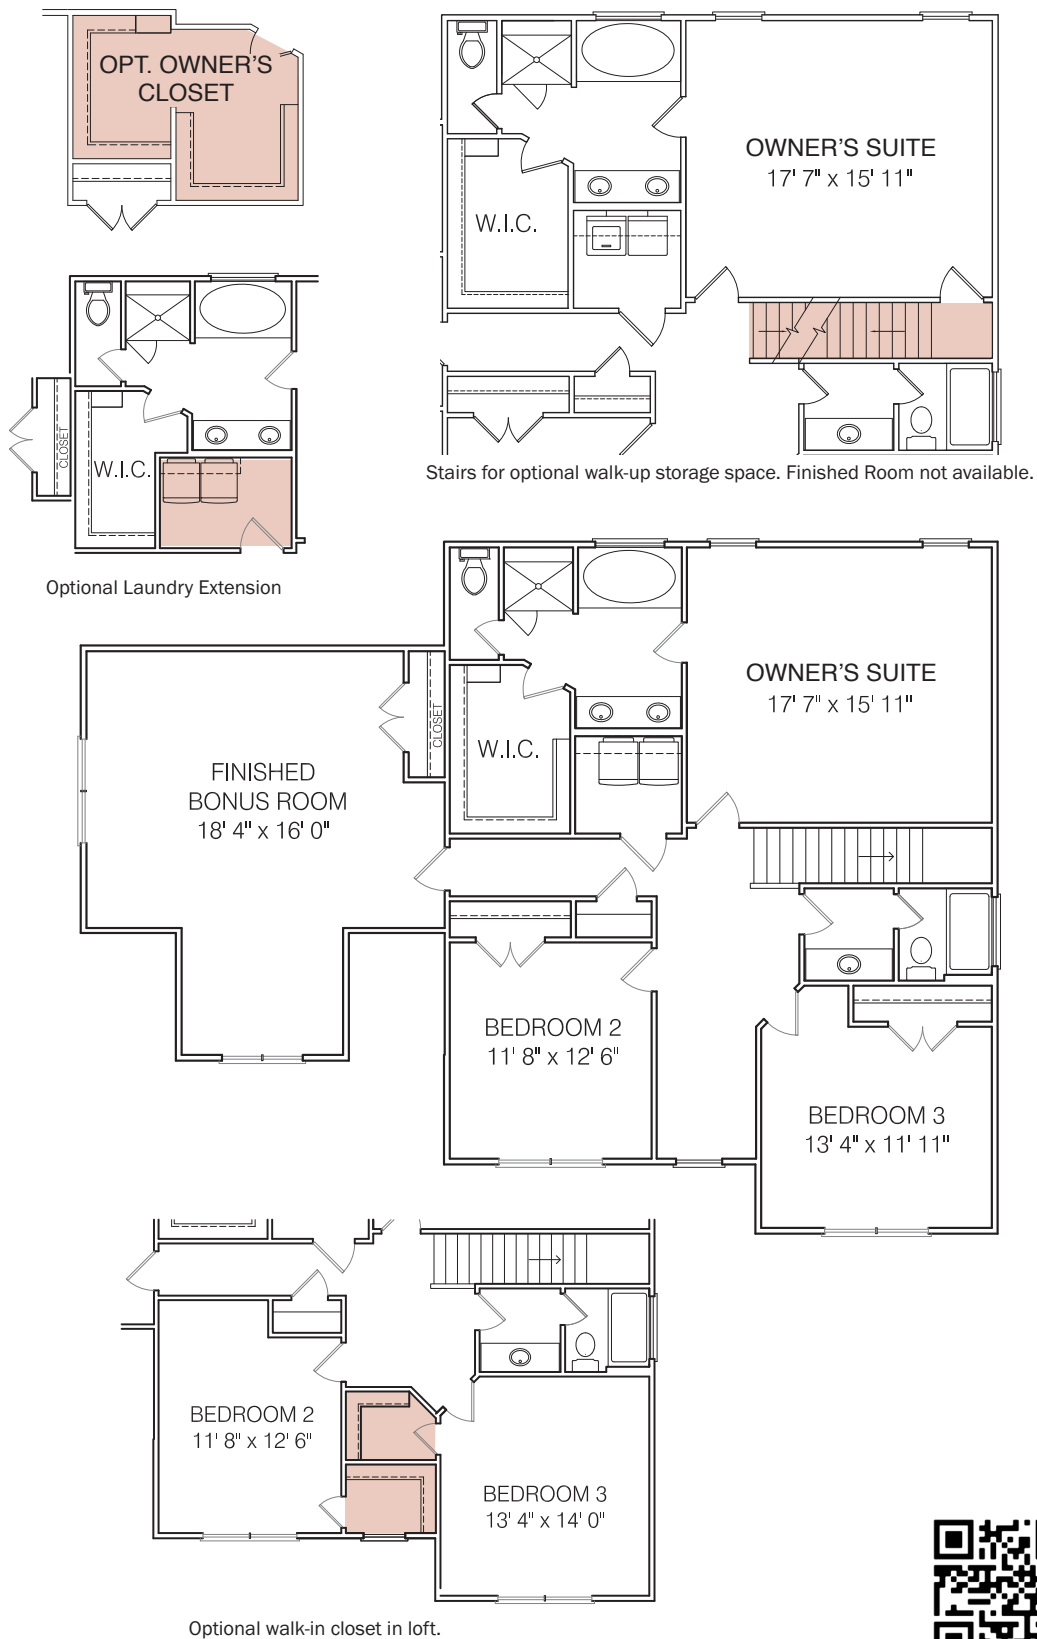 OPT. OWNER'S
CLOSET
OWNER'S SUITE
17' 7" x 15' 11"
W.I.C.
Stairs for optional walk-up storage space. Finished Room not available.
CLOSET
W.I.C.
Optional Laundry Extension
OWNER'S SUITE
17' 7" x 15' 11"
CLOSET
W.I.C.
FINISHED
BONUS ROOM
18' 4" x 16' 0"
BEDROOM 2
11' 8" x 12' 6"
BEDROOM 3
13' 4" x 11' 11"
BEDROOM 2
11' 8" x 12' 6"
BEDROOM 3
13' 4" x 14' 0"
Optional walk-in closet in loft.